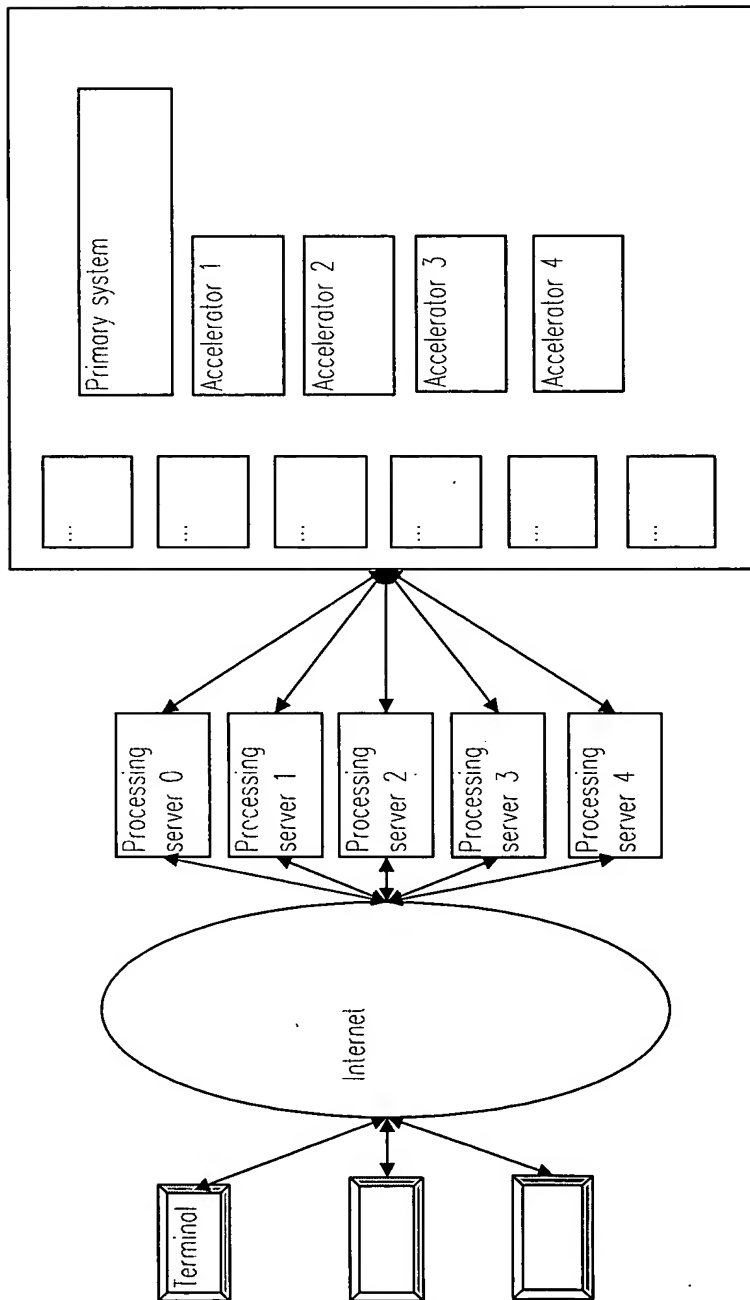 Terminal
Internet
Processing
server 0
Processing
server 1
Processing
server 2
Processing
server 3
Processing
server 4
...
...
...
...
...
...
Primary system
Accelerator 1
Accelerator 2
Accelerator 3
Accelerator 4